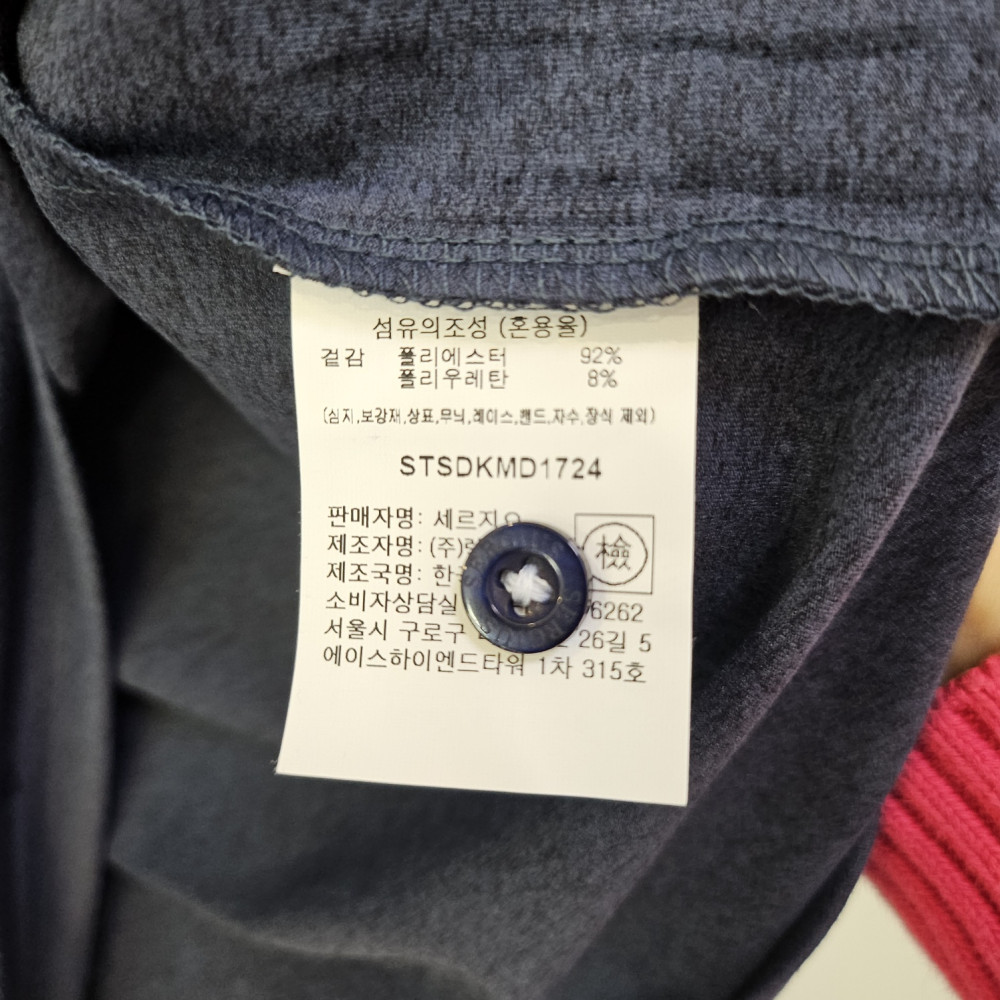 섬유의조성 (혼용율)
겉감 폴리에스터 92%
폴리우레탄 8%
(심지,보강재,상표,무늬,레이스,밴드,자수,장식 제외)
STSDKMD1724
판매자명: 세르지오
제조자명: (주)
제조국명:
檢
소비자상담실 6262
서울시 구로구 26길 5
에이스하이엔드타워 1차 315호